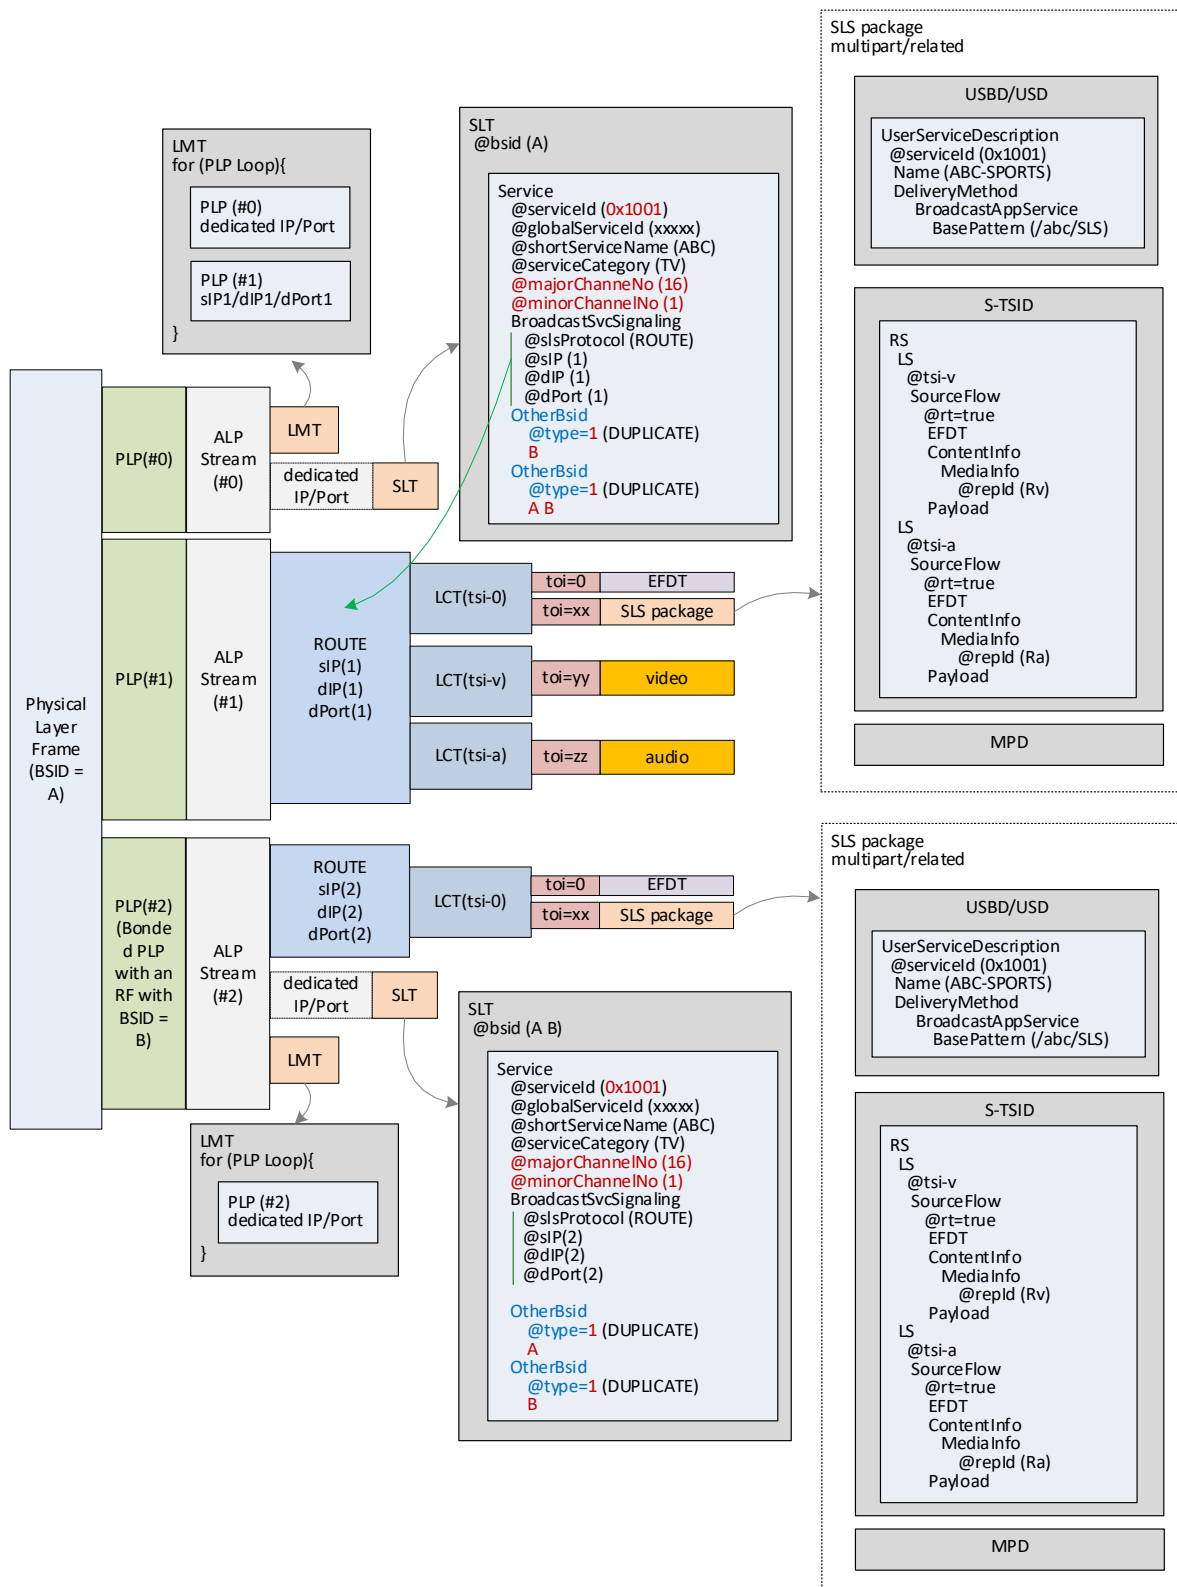 SLS package
multipart/related
USBD/USD
UserServiceDescription
@serviceId (0x1001)
Name (ABC-SPORTS)
DeliveryMethod
BroadcastAppService
BasePattern (/abc/SLS)
S-TSID
RS
LS
@tsi-v
SourceFlow
@rt=true
EFDT
ContentInfo
MediaInfo
@repId (Rv)
Payload
LS
@tsi-a
SourceFlow
@rt=true
EFDT
ContentInfo
MediaInfo
@repId (Ra)
Payload
MPD
LMT
for (PLP Loop){
PLP (#0)
dedicated IP/Port
PLP (#1)
sIP1/dIP1/dPort1
}
SLT
@bsid (A)
Service
@serviceId (0x1001)
@globalServiceId (xxxxx)
@shortServiceName (ABC)
@serviceCategory (TV)
@majorChanneNo (16)
@minorChannelNo (1)
BroadcastSvcSignaling
@slsProtocol (ROUTE)
@sIP (1)
@dIP (1)
@dPort (1)
OtherBsid
@type=1 (DUPLICATE)
B
OtherBsid
@type=1 (DUPLICATE)
A B
Physical
Layer
Frame
(BSID =
A)
PLP(#0)
ALP
Stream
(#0)
LMT
dedicated
IP/Port
SLT
PLP(#1)
ALP
Stream
(#1)
ROUTE
sIP(1)
dIP(1)
dPort(1)
LCT(tsi-0)
toi=0
EFDT
toi=xx
SLS package
LCT(tsi-v)
toi=yy
video
LCT(tsi-a)
toi=zz
audio
PLP(#2)
(Bonde
d PLP
with an
RF with
BSID =
B)
ALP
Stream
(#2)
ROUTE
sIP(2)
dIP(2)
dPort(2)
LCT(tsi-0)
toi=0
EFDT
toi=xx
SLS package
dedicated
IP/Port
SLT
LMT
LMT
for (PLP Loop){
PLP (#2)
dedicated IP/Port
}
SLT
@bsid (A B)
Service
@serviceId (0x1001)
@globalServiceId (xxxxx)
@shortServiceName (ABC)
@serviceCategory (TV)
@majorChannelNo (16)
@minorChannelNo (1)
BroadcastSvcSignaling
@slsProtocol (ROUTE)
@sIP(2)
@dIP(2)
@dPort(2)
OtherBsid
@type=1 (DUPLICATE)
A
OtherBsid
@type=1 (DUPLICATE)
B
SLS package
multipart/related
USBD/USD
UserServiceDescription
@serviceId (0x1001)
Name (ABC-SPORTS)
DeliveryMethod
BroadcastAppService
BasePattern (/abc/SLS)
S-TSID
RS
LS
@tsi-v
SourceFlow
@rt=true
EFDT
ContentInfo
MediaInfo
@repId (Rv)
Payload
LS
@tsi-a
SourceFlow
@rt=true
EFDT
ContentInfo
MediaInfo
@repId (Ra)
Payload
MPD